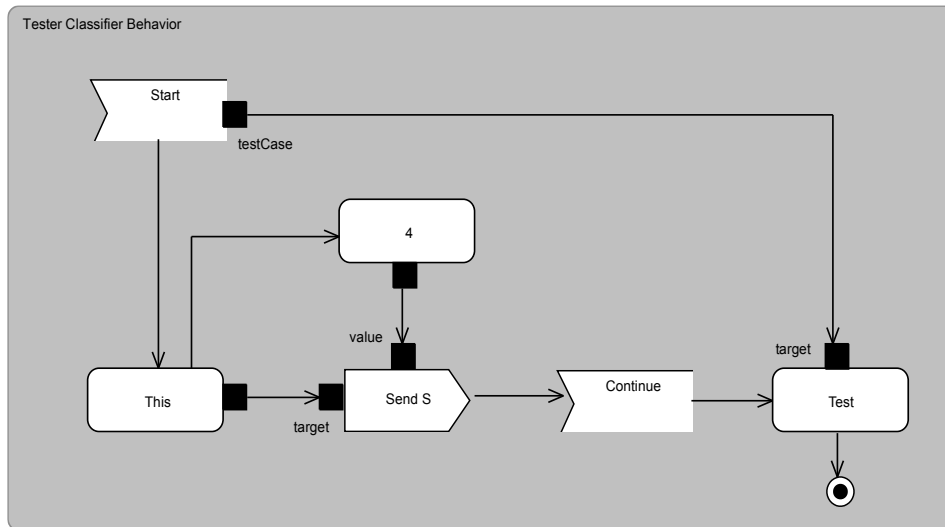 Tester Classifier Behavior
Start
testCase
4
value
target
This
target
Send S
Continue
Test